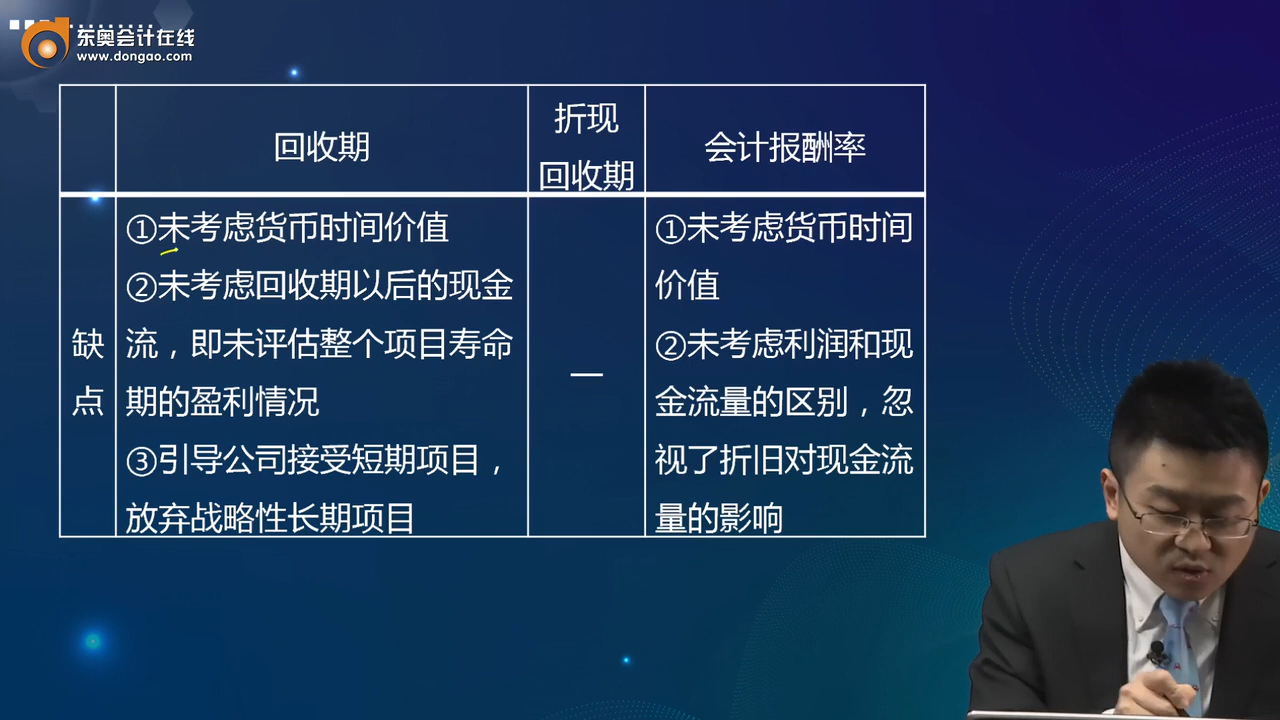 东奥会计在线
www.dongao.com
回收期
折现
回收期
会计报酬率
缺
点
①未考虑货币时间价值
②未考虑回收期以后的现金
流，即未评估整个项目寿命
期的盈利情况
③引导公司接受短期项目，
放弃战略性长期项目
—
①未考虑货币时间
价值
②未考虑利润和现
金流量的区别，忽
视了折旧对现金流
量的影响